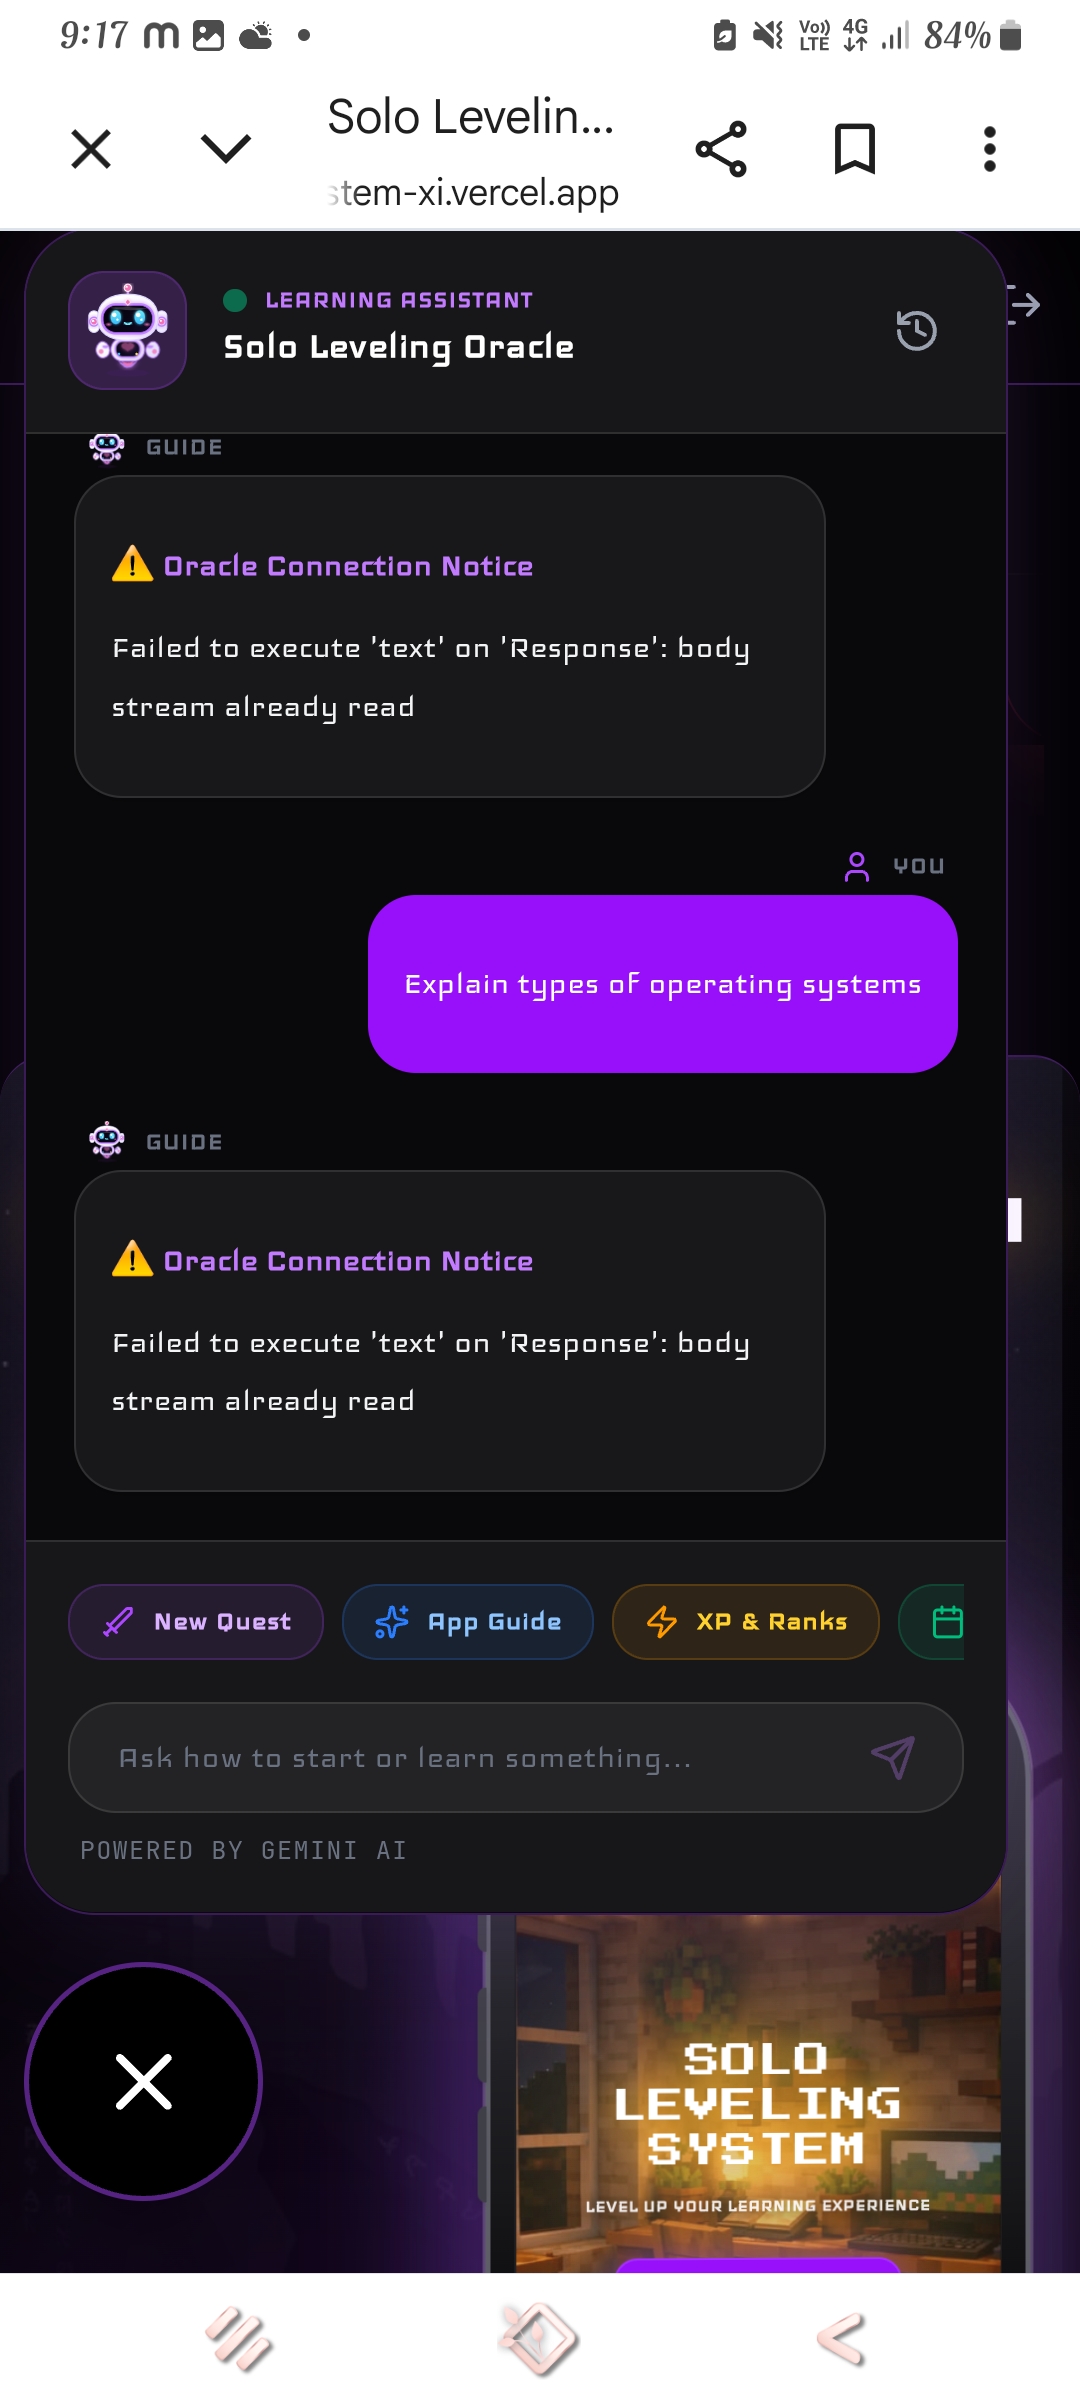 9:17
Vo))
LTE
4G
84%
Solo Levelin...
stem-xi.vercel.app
LEARNING ASSISTANT
Solo Leveling Oracle
GUIDE
⚠️ Oracle Connection Notice
Failed to execute 'text' on 'Response': body
stream already read
YOU
Explain types of operating systems
GUIDE
⚠️ Oracle Connection Notice
Failed to execute 'text' on 'Response': body
stream already read
New Quest
App Guide
XP & Ranks
Ask how to start or learn something...
POWERED BY GEMINI AI
SOLO
LEVELING
SYSTEM
LEVEL UP YOUR LEARNING EXPERIENCE